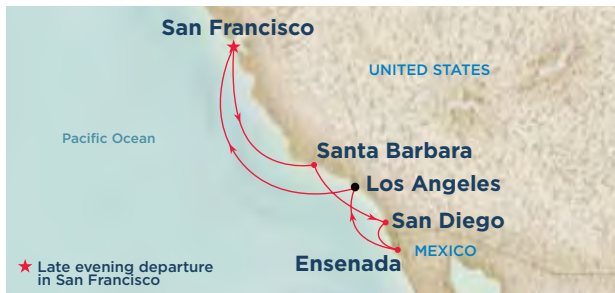 San Francisco
UNITED STATES
Pacific Ocean
Santa Barbara
Los Angeles
San Diego
MEXICO
Ensenada
Late evening departure
in San Francisco